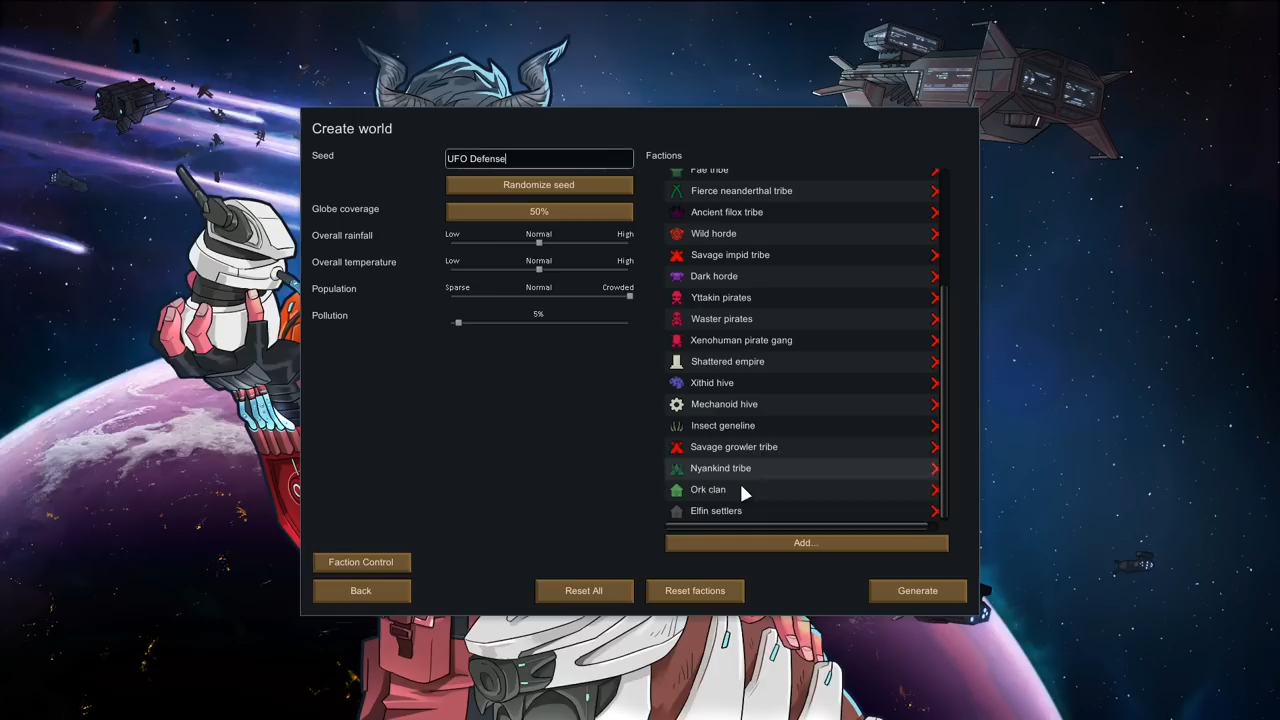 Create world
Seed
UFO Defense
Randomize seed
Globe coverage
50%
Overall rainfall
Low Normal High
Overall temperature
Low Normal High
Population
Sparse Normal Crowded
Pollution
5%
Factions
Fae tribe
Fierce neanderthal tribe
Ancient filox tribe
Wild horde
Savage impid tribe
Dark horde
Yttakin pirates
Waster pirates
Xenohuman pirate gang
Shattered empire
Xithid hive
Mechanoid hive
Insect geneline
Savage growler tribe
Nyankind tribe
Ork clan
Elfin settlers
Add...
Faction Control
Back
Reset All
Reset factions
Generate